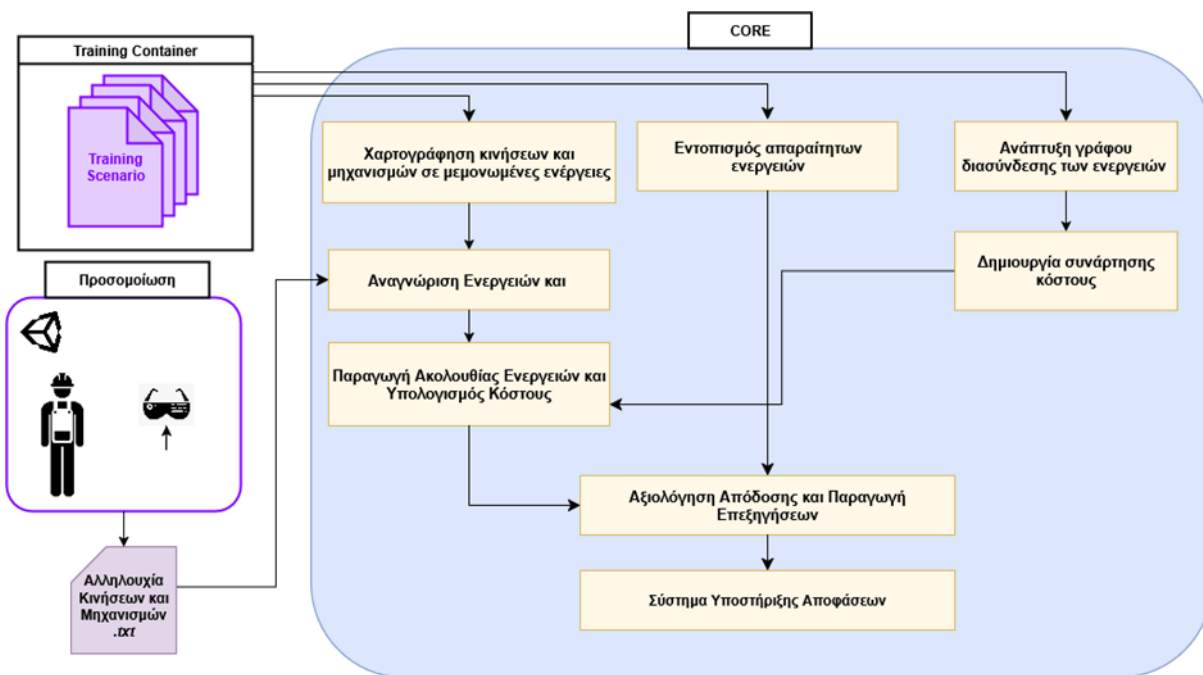 CORE
Training Container
Training
Scenario
Χαρτογράφηση κινήσεων και
μηχανισμών σε μεμονωμένες ενέργειες
Εντοπισμός απαραίτητων
ενεργειών
Ανάπτυξη γράφου
διασύνδεσης των ενεργειών
Προσομοίωση
Αναγνώριση Ενεργειών και
Δημιουργία συνάρτησης
κόστους
Παραγωγή Ακολουθίας Ενεργειών και
Υπολογισμός Κόστους
Αξιολόγηση Απόδοσης και Παραγωγή
Επεξηγήσεων
Αλληλουχία
Κινήσεων και
Μηχανισμών
.txt
Σύστημα Υποστήριξης Αποφάσεων